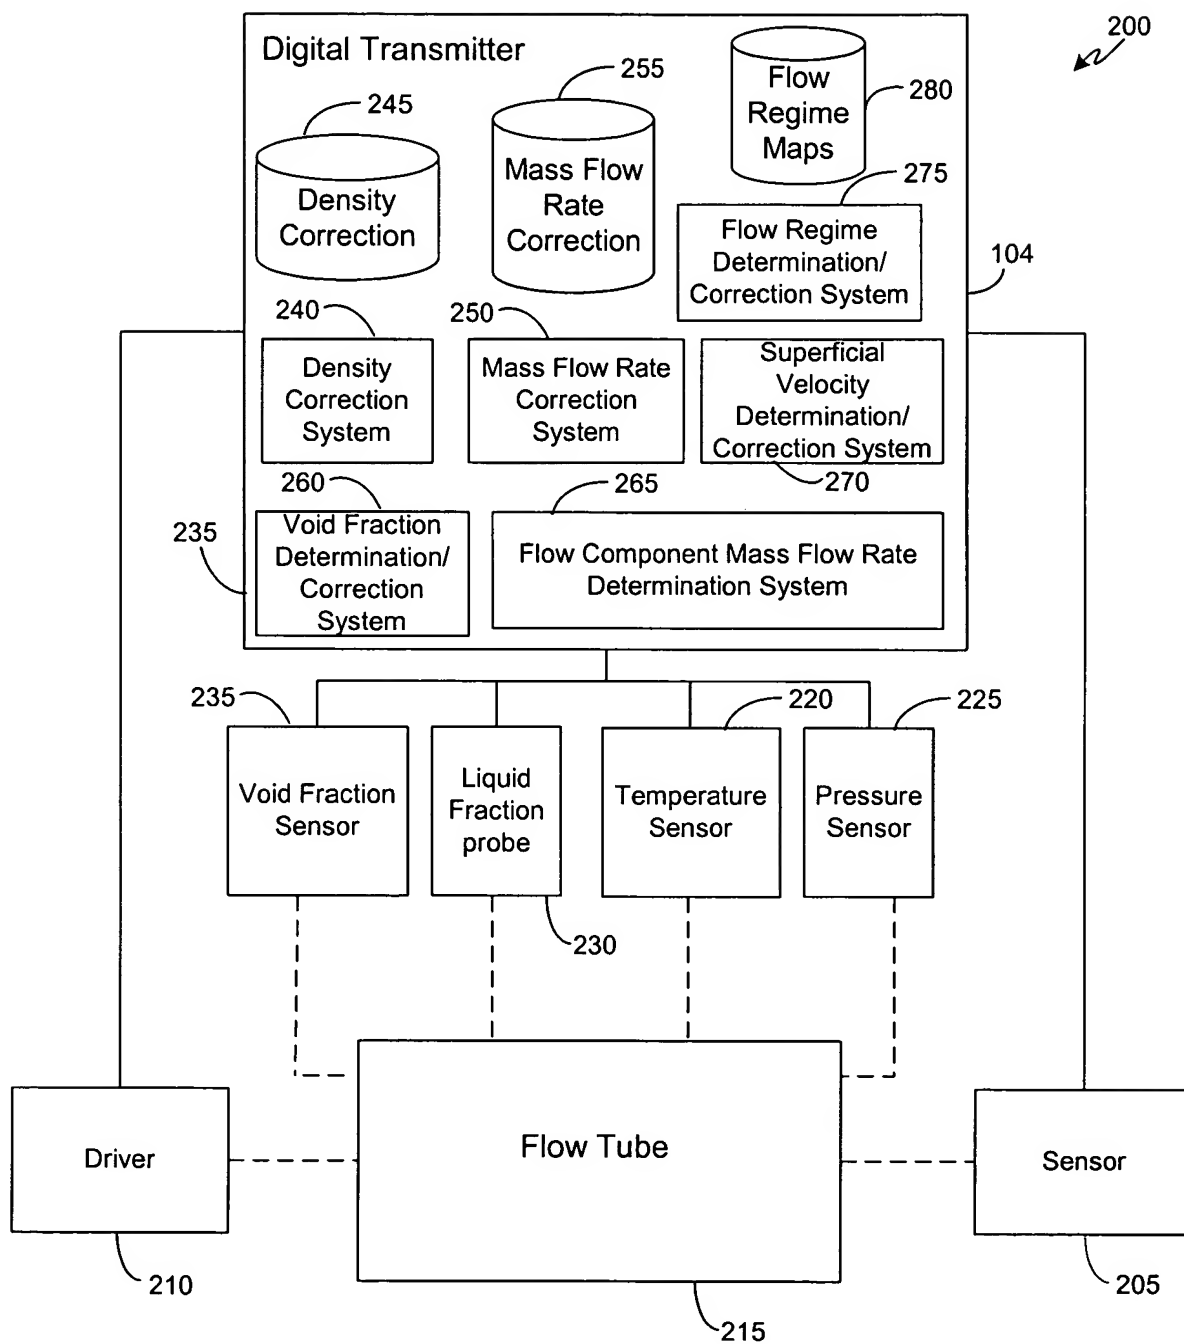 200
Digital Transmitter
255
245
280
Flow
Regime
Maps
Mass Flow
Rate
Correction
Density
Correction
275
Flow Regime
Determination/
Correction System
104
240
250
Density
Correction
System
Mass Flow Rate
Correction
System
Superficial
Velocity
Determination/
Correction System
260
265
270
235
Void Fraction
Determination/
Correction
System
Flow Component Mass Flow Rate
Determination System
235
220
225
Void Fraction
Sensor
Liquid
Fraction
probe
Temperature
Sensor
Pressure
Sensor
230
Driver
Flow Tube
Sensor
210
215
205